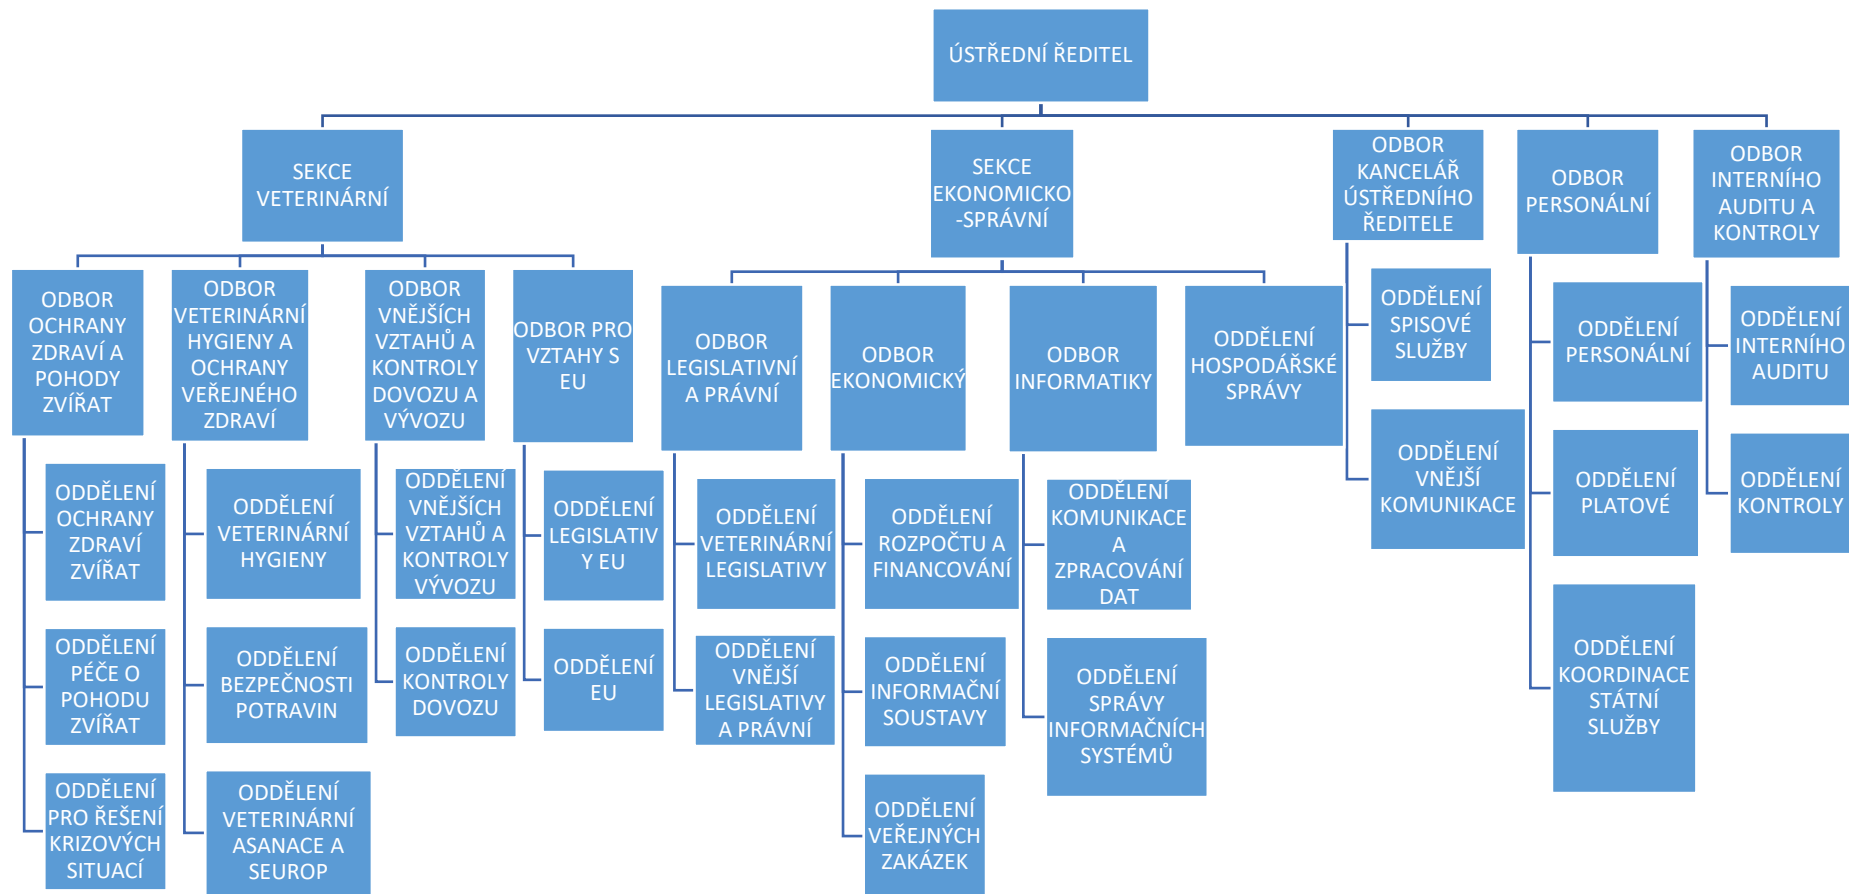 ÚSTŘEDNÍ ŘEDITEL
SEKCE
VETERINÁRNÍ
SEKCE
EKONOMICKO
-SPRÁVNÍ
ODBOR
KANCELÁŘ
ÚSTŘEDNÍHO
ŘEDITELE
ODBOR
PERSONÁLNÍ
ODBOR
INTERNÍHO
AUDITU A
KONTROLY
ODBOR
OCHRANY
ZDRAVÍ A
POHODY
ZVÍŘAT
ODBOR
VETERINÁRNÍ
HYGIENY A
OCHRANY
VEŘEJNÉHO
ZDRAVÍ
ODBOR
VNĚJŠÍCH
VZTAHŮ A
KONTROLY
DOVOZU A
VÝVOZU
ODBOR PRO
VZTAHY S
EU
ODBOR
LEGISLATIVNÍ
A PRÁVNÍ
ODBOR
EKONOMICKÝ
ODBOR
INFORMATIKY
ODDĚLENÍ
HOSPODÁŘSKÉ
SPRÁVY
ODDĚLENÍ
SPISOVÉ
SLUŽBY
ODDĚLENÍ
PERSONÁLNÍ
ODDĚLENÍ
INTERNÍHO
AUDITU
ODDĚLENÍ
VNĚJŠÍ
KOMUNIKACE
ODDĚLENÍ
PLATOVÉ
ODDĚLENÍ
KONTROLY
ODDĚLENÍ
OCHRANY
ZDRAVÍ
ZVÍŘAT
ODDĚLENÍ
VETERINÁRNÍ
HYGIENY
ODDĚLENÍ
VNĚJŠÍCH
VZTAHŮ A
KONTROLY
VÝVOZU
ODDĚLENÍ
LEGISLATIV
Y EU
ODDĚLENÍ
VETERINÁRNÍ
LEGISLATIVY
ODDĚLENÍ
ROZPOČTU A
FINANCOVÁNÍ
ODDĚLENÍ
KOMUNIKACE
A
ZPRACOVÁNÍ
DAT
ODDĚLENÍ
PÉČE O
POHODU
ZVÍŘAT
ODDĚLENÍ
BEZPEČNOSTI
POTRAVIN
ODDĚLENÍ
KONTROLY
DOVOZU
ODDĚLENÍ
EU
ODDĚLENÍ
VNĚJŠÍ
LEGISLATIVY
A PRÁVNÍ
ODDĚLENÍ
INFORMAČNÍ
SOUSTAVY
ODDĚLENÍ
SPRÁVY
INFORMAČNÍCH
SYSTÉMŮ
ODDĚLENÍ
KOORDINACE
STÁTNÍ
SLUŽBY
ODDĚLENÍ
PRO ŘEŠENÍ
KRIZOVÝCH
SITUACÍ
ODDĚLENÍ
VETERINÁRNÍ
ASANACE A
SEUROP
ODDĚLENÍ
VEŘEJNÝCH
ZAKÁZEK